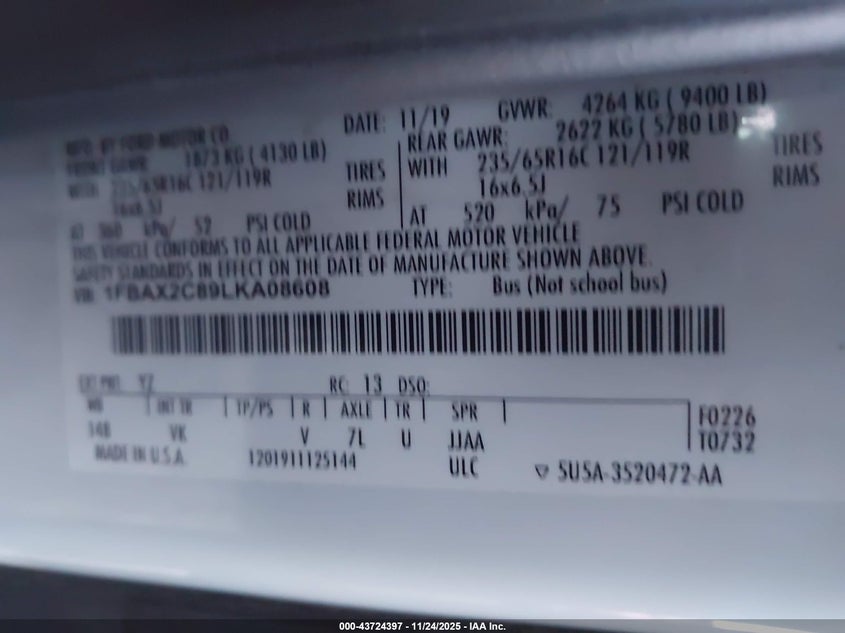 MFD. BY FORD MOTOR CO. DATE: 11/19 GVWR: 4264 KG ( 9400 LB)
FRONT GAWR: 1873 KG ( 4130 LB) REAR GAWR: 2622 KG ( 5780 LB)
WITH 235/65R16C 121/119R TIRES WITH 235/65R16C 121/119R TIRES
16x6.5J RIMS 16x6.5J RIMS
AT 360 kPa/ 52 PSI COLD AT 520 kPa/ 75 PSI COLD
THIS VEHICLE CONFORMS TO ALL APPLICABLE FEDERAL MOTOR VEHICLE
SAFETY STANDARDS IN EFFECT ON THE DATE OF MANUFACTURE SHOWN ABOVE.
VIN: 1FBAX2C89LKA08608 TYPE: Bus (Not school bus)
EXT PNT: YZ RC: 13 DSO:
WB INT TR TP/PS R AXLE TR SPR F0226
148 VK V 7L U JJAA T0732
MADE IN U.S.A. 1201911125144 ULC 5U5A-3520472-AA
000-43724397 - 11/24/2025 - IAA Inc.